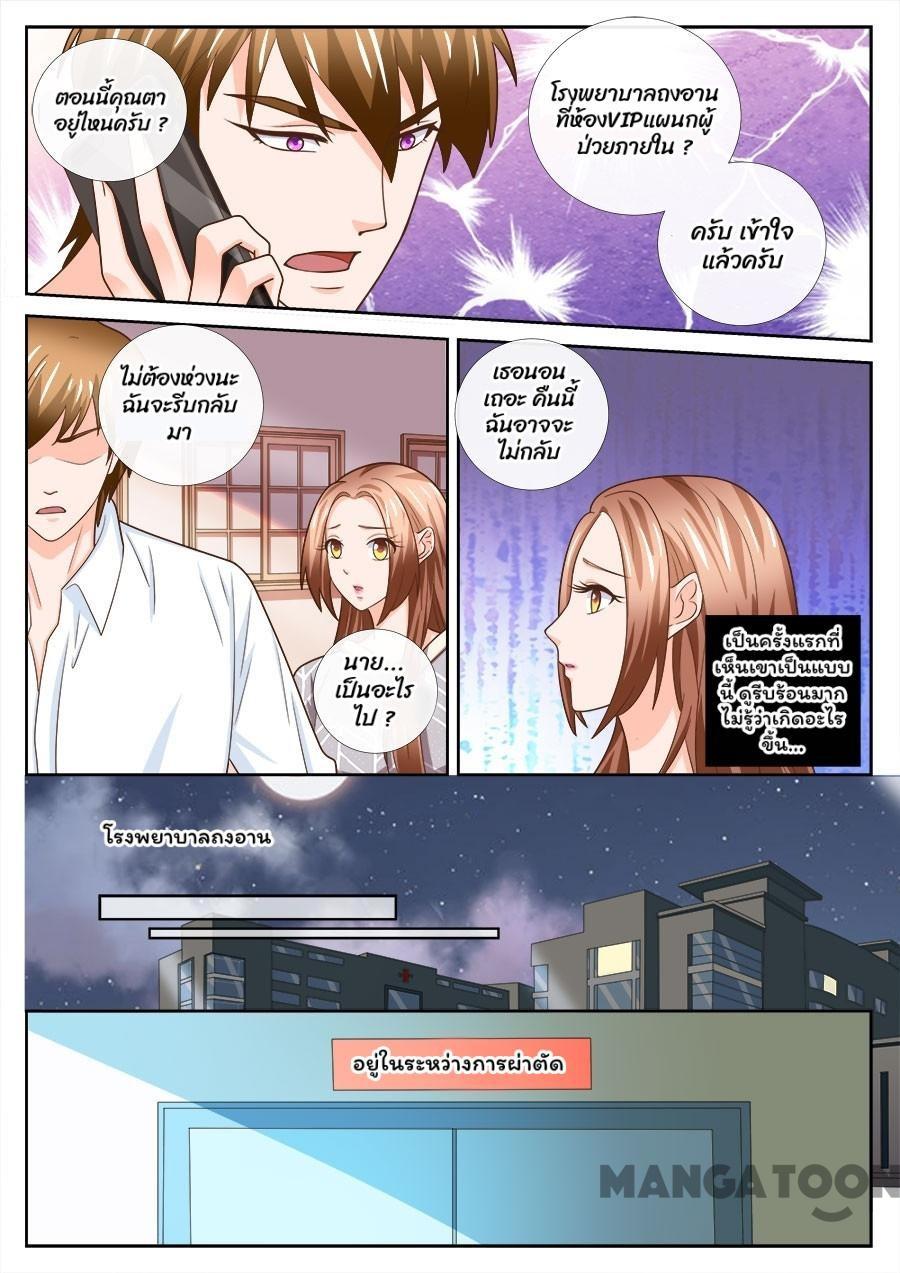 ตอนนี้คุณตา
อยู่ไหนครับ ?
โรงพยาบาลถงอาน
ที่ห้องVIPแผนกผู้
ป่วยภายใน ?
ครับ เข้าใจ
แล้วครับ
ไม่ต้องห่วงนะ
ฉันจะรีบกลับ
มา
นาย...
เป็นอะไร
ไป ?
เธอนอน
เถอะ คืนนี้
ฉันอาจจะ
ไม่กลับ
เป็นครั้งแรกที่
เห็นเขาเป็นแบบ
นี้ ดูรีบร้อนมาก
ไม่รู้ว่าเกิดอะไร
ขึ้น...
โรงพยาบาลถงอาน
อยู่ในระหว่างการผ่าตัด
MANGATOON